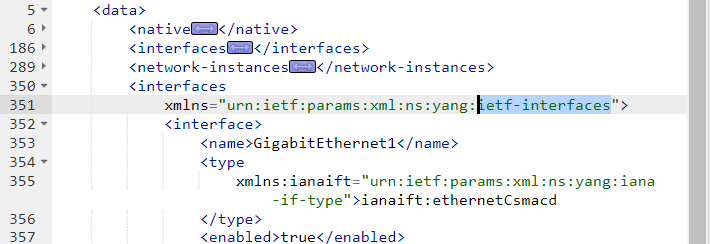 5 <data>
6 <native></native>
186 <interfaces></interfaces>
289 <network-instances></network-instances>
350 <interfaces
351 xmlns="urn:ietf:params:xml:ns:yang:ietf-interfaces">
352 <interface>
353 <name>GigabitEthernet1</name>
354 <type
355 xmlns:ianaift="urn:ietf:params:xml:ns:yang:iana
-if-type">ianaift:ethernetCsmacd
356 </type>
357 <enabled>true</enabled>